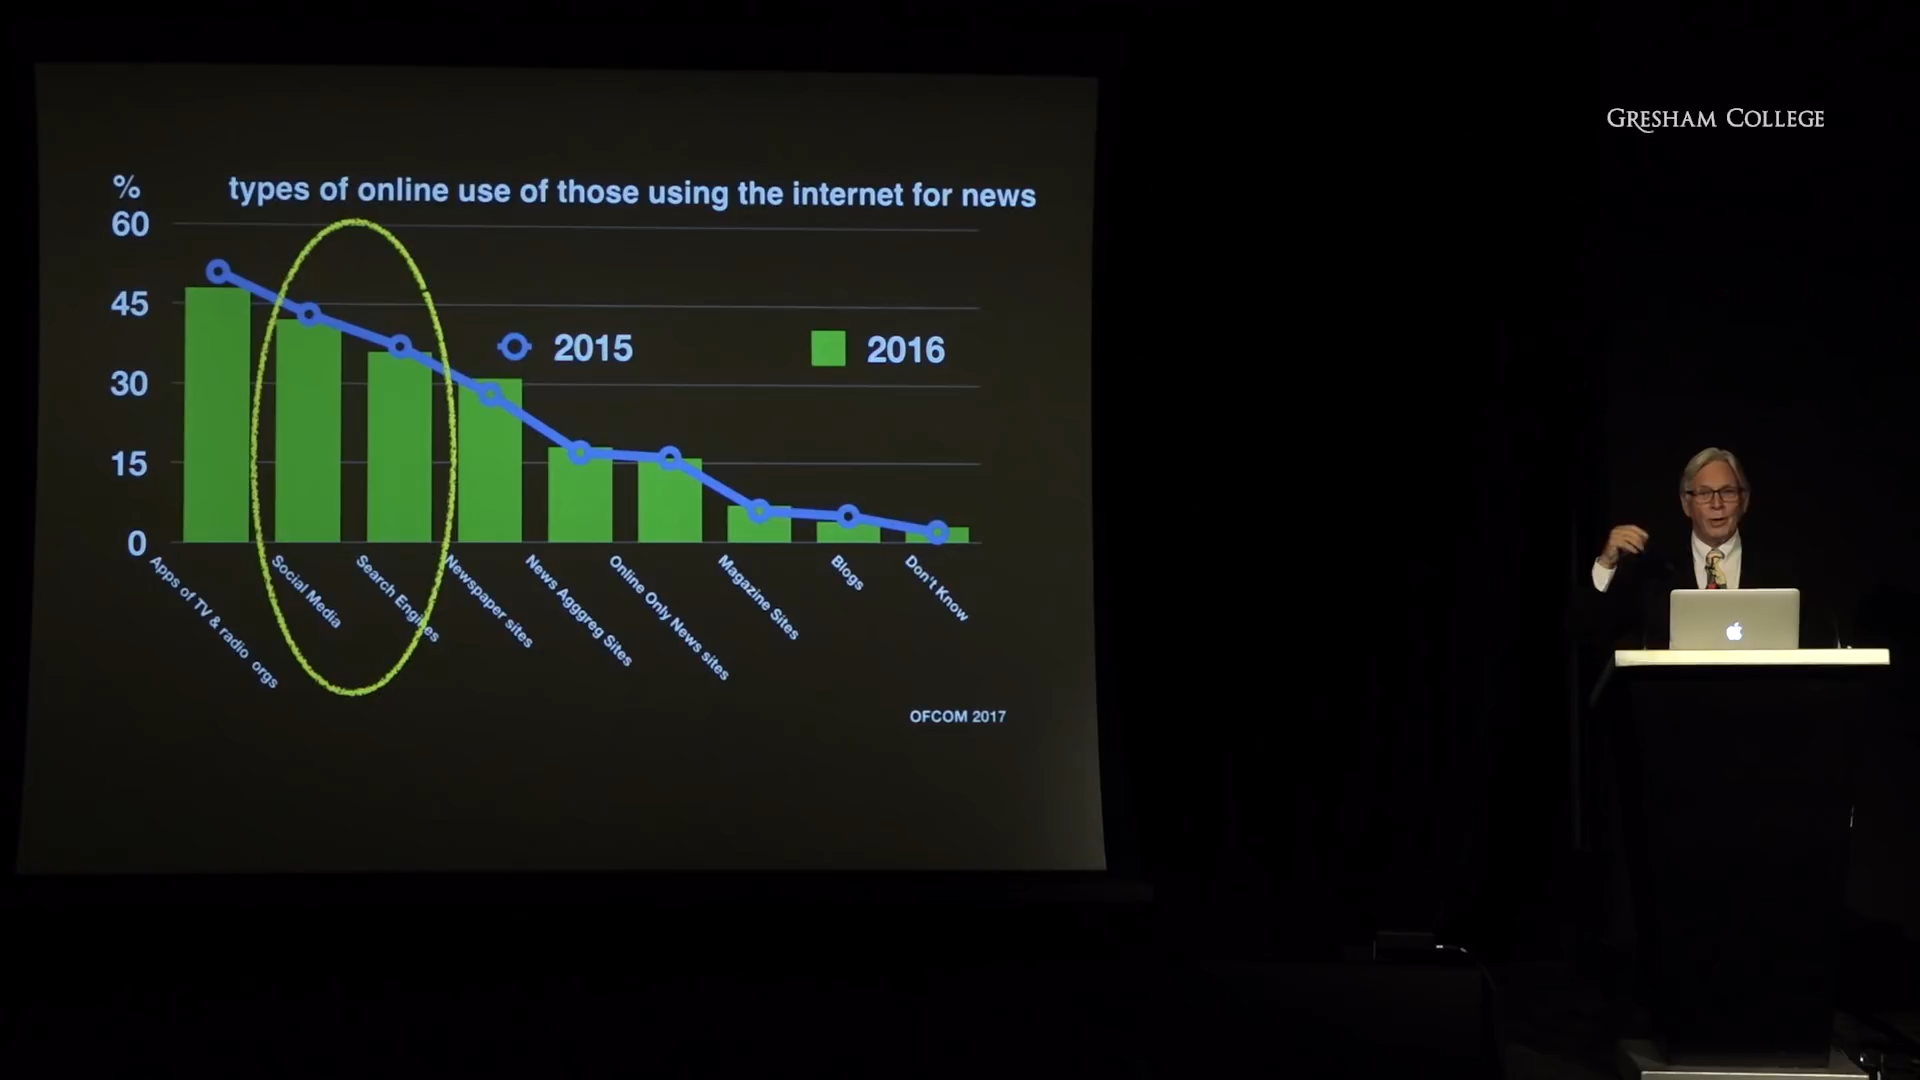 GRESHAM COLLEGE
% types of online use of those using the internet for news
60
45
30
15
0
2015
2016
Apps of TV & radio orgs
Social Media
Search Engines
Newspaper sites
News Agggreg Sites
Online Only News sites
Magazine Sites
Blogs
Don't Know
OFCOM 2017